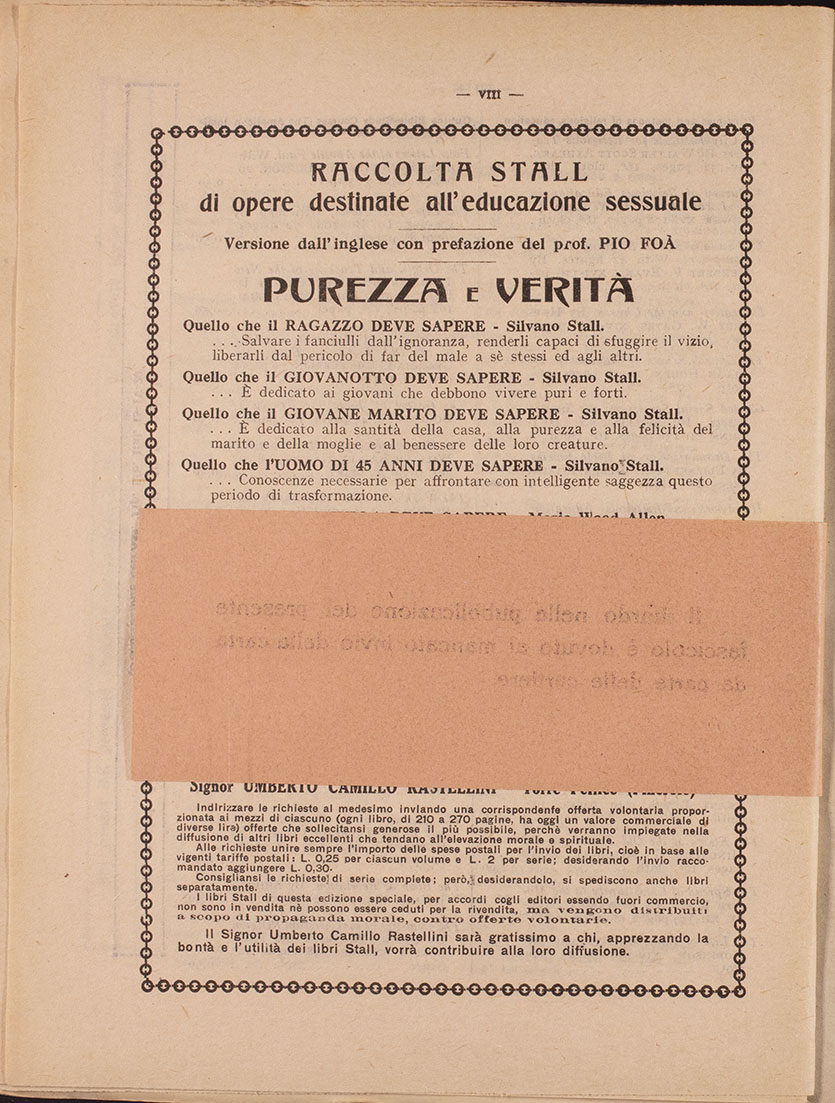 — VIII —
RACCOLTA STALL
di opere destinate all'educazione sessuale
Versione dall'inglese con prefazione del prof. PIO FOÀ
PUREZZA E VERITÀ
Quello che il RAGAZZO DEVE SAPERE - Silvano Stall.
. . . Salvare i fanciulli dall'ignoranza, renderli capaci di sfuggire il vizio,
liberarli dal pericolo di far del male a sè stessi ed agli altri.
Quello che il GIOVANOTTO DEVE SAPERE - Silvano Stall.
. . . È dedicato ai giovani che debbono vivere puri e forti.
Quello che il GIOVANE MARITO DEVE SAPERE - Silvano Stall.
. . . È dedicato alla santità della casa, alla purezza e alla felicità del
marito e della moglie e al benessere delle loro creature.
Quello che l'UOMO DI 45 ANNI DEVE SAPERE - Silvano Stall.
. . . Conoscenze necessarie per affrontare con intelligente saggezza questo
periodo di trasformazione.
DEVE SAPERE - Wood Allen
Il ritardo nella pubblicazione del presente
fascicolo è dovuto al mancato invio della carta
da parte delle cartiere
Signor UMBERTO CAMILLO RASTELLINI
Indirizzare le richieste al medesimo inviando una corrispondente offerta volontaria propor-
zionata ai mezzi di ciascuno (ogni libro, di 210 a 270 pagine, ha oggi un valore commerciale di
diverse lire) offerte che sollecitansi generose il più possibile, perchè verranno impiegate nella
diffusione di altri libri eccellenti che tendano all'elevazione morale e spirituale.
Alle richieste unire sempre l'importo delle spese postali per l'invio dei libri, cioè in base alle
vigenti tariffe postali: L. 0,25 per ciascun volume e L. 2 per serie; desiderando l'invio racco-
mandato aggiungere L. 0,30.
Consigliansi le richieste di serie complete; però, desiderandolo, si spediscono anche libri
separatamente.
I libri Stall di questa edizione speciale, per accordi cogli editori essendo fuori commercio,
non sono in vendita nè possono essere ceduti per la rivendita, ma vengono distribuiti
a scopo di propaganda morale, contro offerte volontarie.
Il Signor Umberto Camillo Rastellini sarà gratissimo a chi, apprezzando la
bontà e l'utilità dei libri Stall, vorrà contribuire alla loro diffusione.